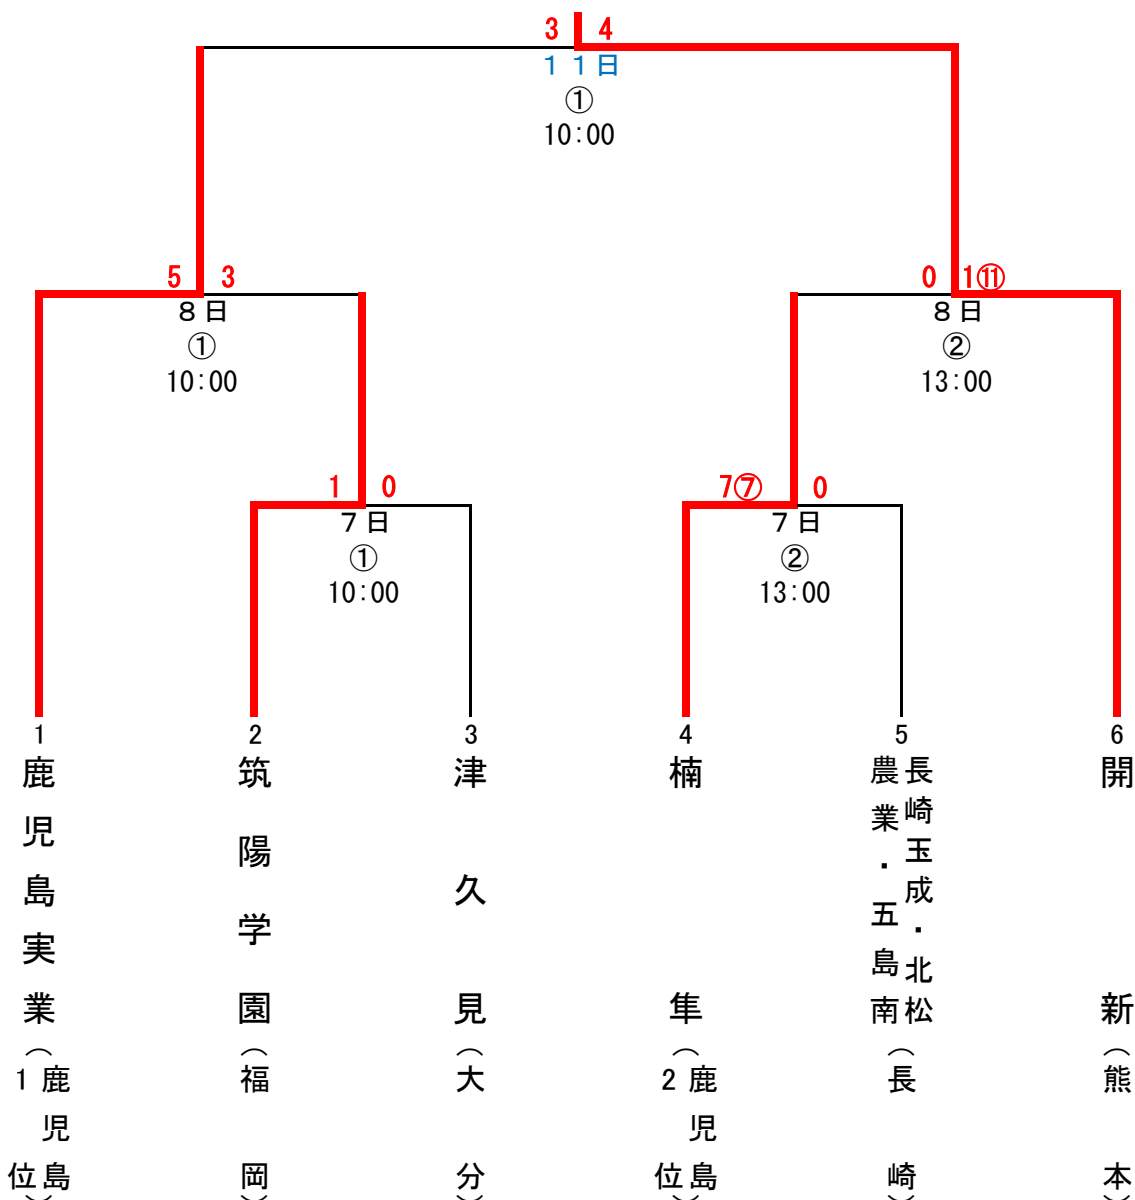 3 4
11日
①
10:00
5 3
8日
①
10:00
0 1⑪
8日
②
13:00
1 0
7日
①
10:00
7⑦ 0
7日
②
13:00
1
鹿児島実業
(鹿児島1位)
2
筑陽学園
(福岡)
3
津久見
(大分)
4
楠隼
(鹿児島2位)
5
長崎玉成・北松
農業・五島南
(長崎)
6
開新
(熊本)